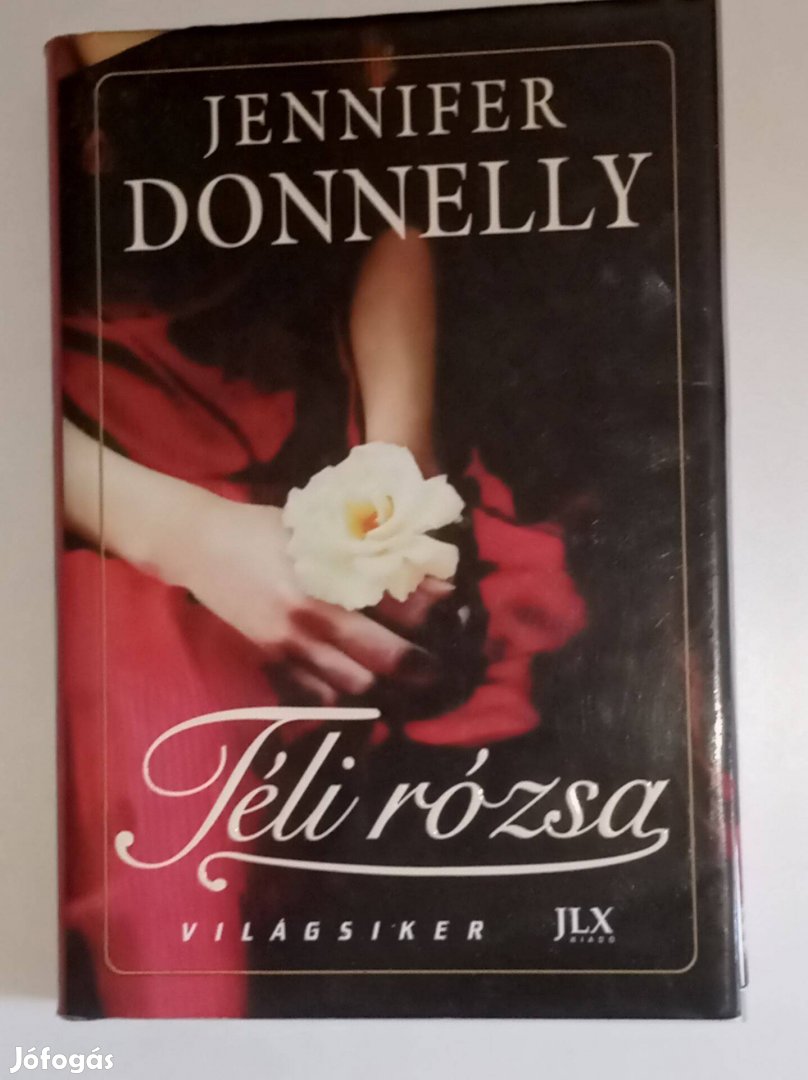 JENNIFER
DONNELLY
Téli rózsa
VILÁGSIKER
JLX
KIADÓ
Jófogás